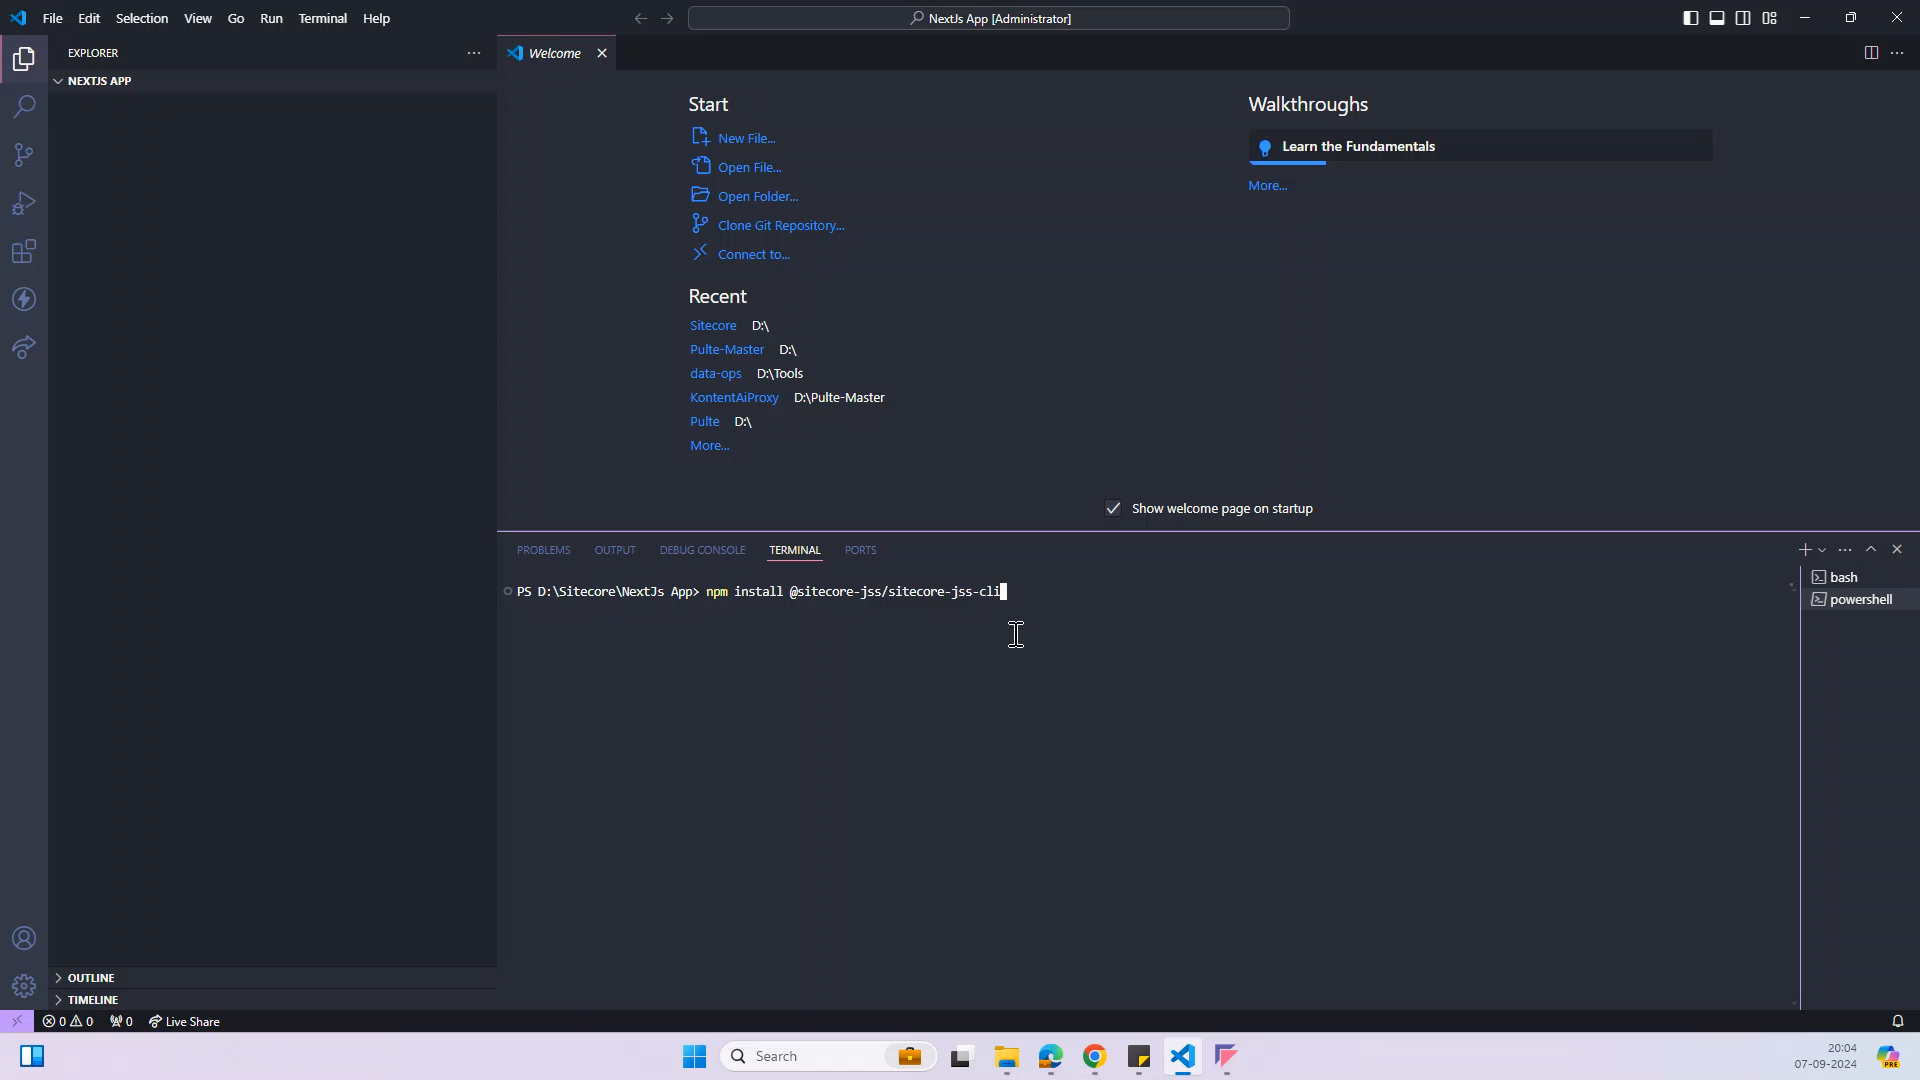 File Edit Selection View Go Run Terminal Help
NextJs App [Administrator]
EXPLORER
NEXTJS APP
Welcome
Start
New File...
Open File...
Open Folder...
Clone Git Repository...
Connect to...
Recent
Sitecore D:\
Pulte-Master D:\
data-ops D:\Tools
KontentAiProxy D:\Pulte-Master
Pulte D:\
More...
Walkthroughs
Learn the Fundamentals
More...
Show welcome page on startup
PROBLEMS OUTPUT DEBUG CONSOLE TERMINAL PORTS
PS D:\Sitecore\NextJs App> npm install @sitecore-jss/sitecore-jss-cli
bash
powershell
OUTLINE
TIMELINE
0 0 0 Live Share
Search
20:04
07-09-2024
PRE